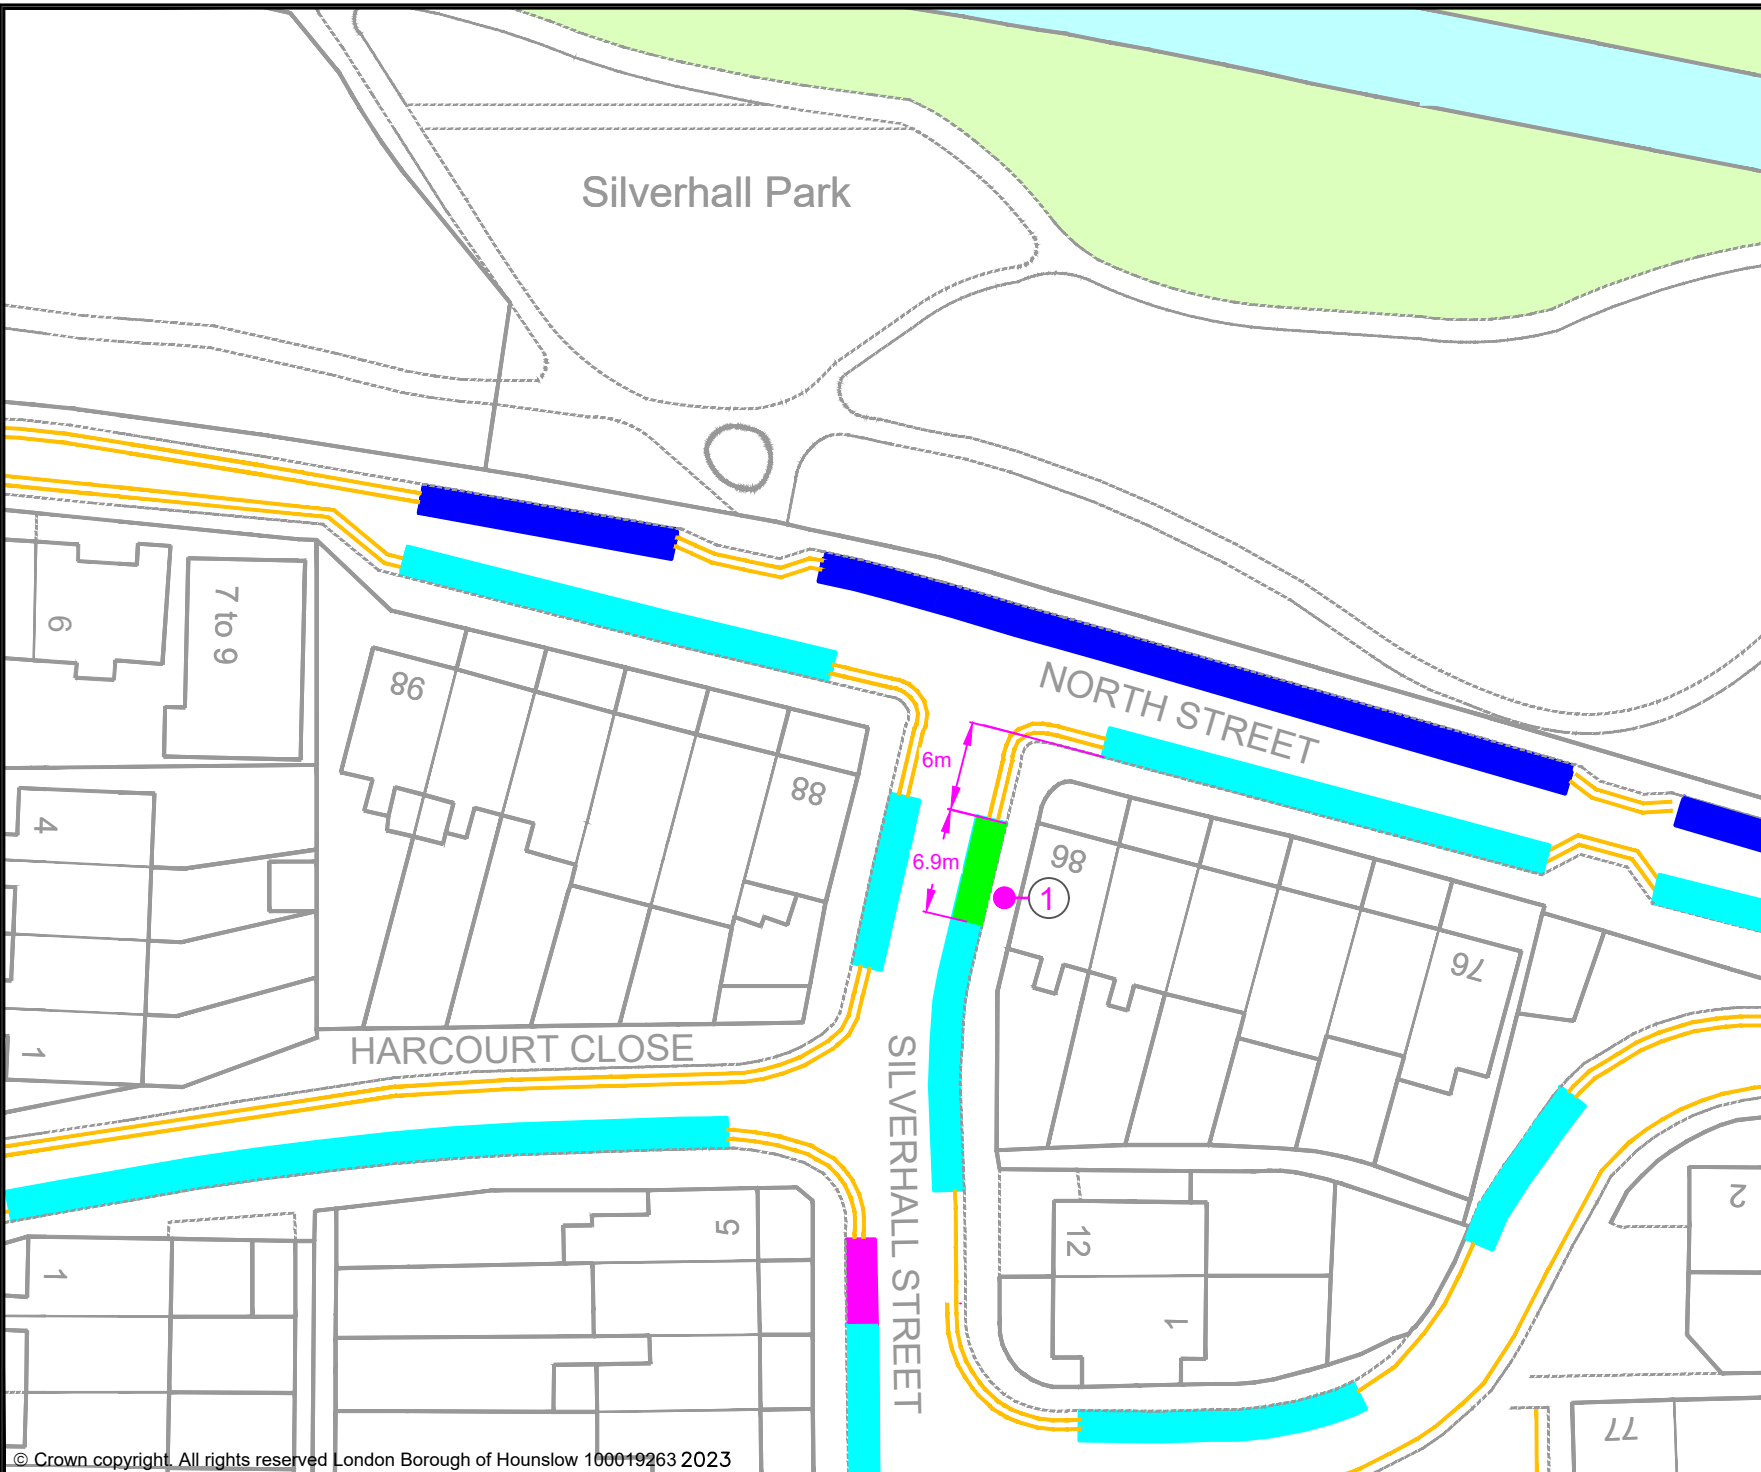 Silverhall Park
NORTH STREET
7 to 9
6
86
88
6m
6.9m
1
98
76
4
1
HARCOURT CLOSE
SILVERHALL STREET
5
12
1
1
2
77
© Crown copyright. All rights reserved London Borough of Hounslow 100019263 2023